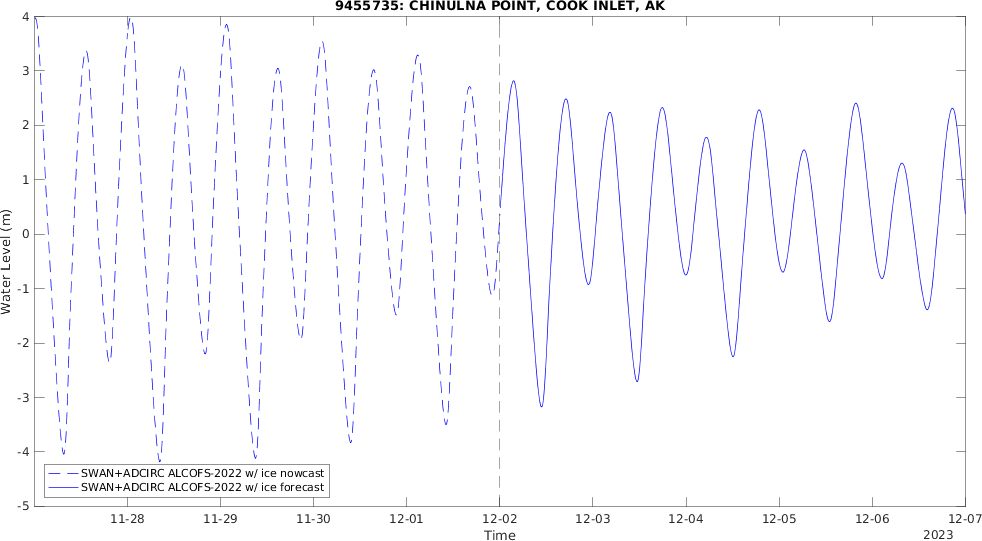 9455735: CHINULNA POINT, COOK INLET, AK
4
3
2
1
0
-1
-2
-3
-4
-5
Water Level (m)
SWAN+ADCIRC ALCOFS-2022 w/ ice nowcast
SWAN+ADCIRC ALCOFS-2022 w/ ice forecast
11-28 11-29 11-30 12-01 12-02 12-03 12-04 12-05 12-06 12-07
Time
2023